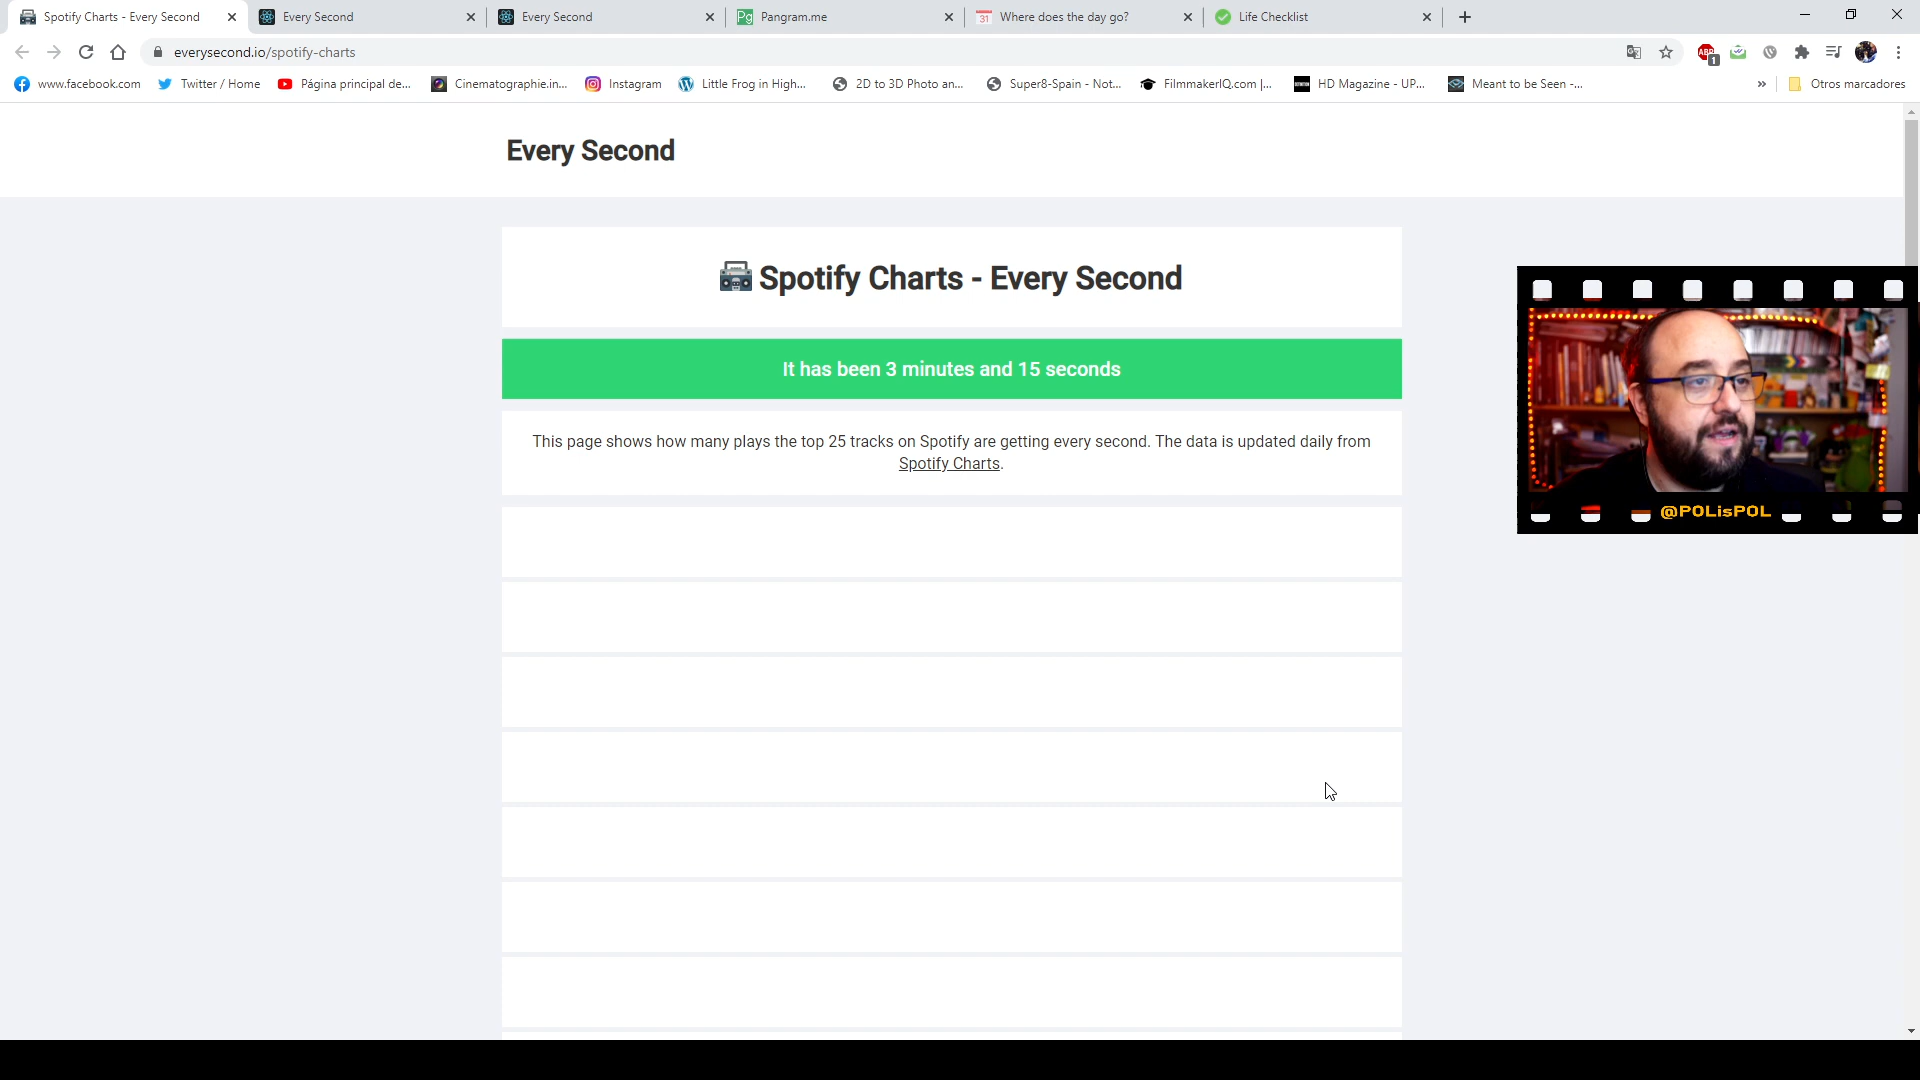 Spotify Charts - Every Second
Every Second
Every Second
Pangram.me
Where does the day go?
Life Checklist
everysecond.io/spotify-charts
ABP
1
www.facebook.com
Twitter / Home
Página principal de...
Cinematographie.in...
Instagram
Little Frog in High...
2D to 3D Photo an...
Super8-Spain - Not...
FilmmakerIQ.com |...
HD Magazine - UP...
Meant to be Seen -...
»
Otros marcadores
Every Second
Spotify Charts - Every Second
It has been 3 minutes and 15 seconds
This page shows how many plays the top 25 tracks on Spotify are getting every second. The data is updated daily from
Spotify Charts.
@POLisPOL